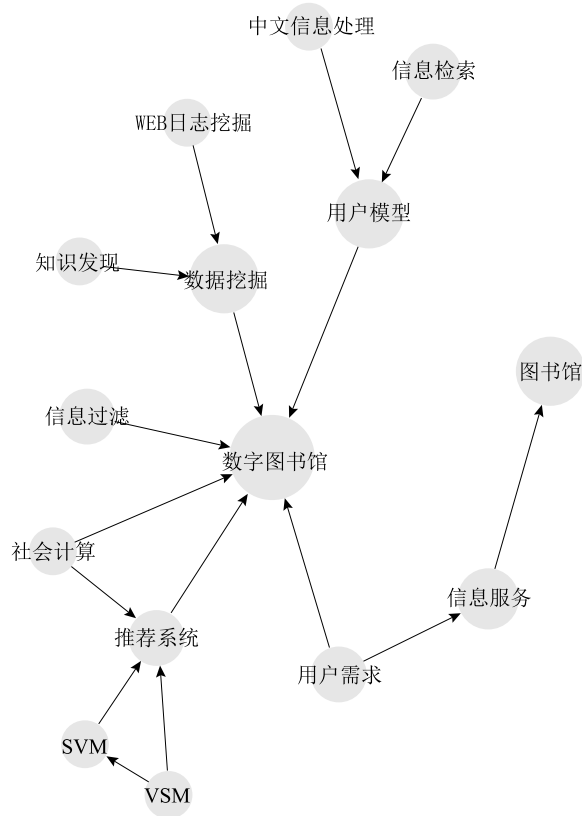 中文信息处理
信息检索
WEB日志挖掘
用户模型
知识发现
数据挖掘
图书馆
信息过滤
数字图书馆
社会计算
信息服务
推荐系统
用户需求
SVM
VSM